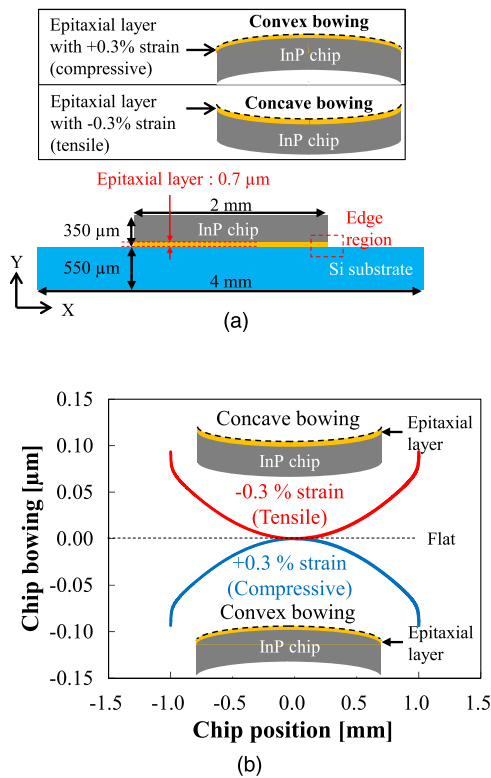 Epitaxial layer
with +0.3% strain
(compressive)
Convex bowing
InP chip
Epitaxial layer
with -0.3% strain
(tensile)
Concave bowing
InP chip
Epitaxial layer : 0.7 µm
2 mm
350 µm
InP chip
Edge
region
550 µm
Si substrate
4 mm
Y
X
(a)
Chip bowing [µm]
0.15
0.10
0.05
0.00
-0.05
-0.10
-0.15
Concave bowing
Epitaxial
layer
InP chip
-0.3 % strain
(Tensile)
Flat
+0.3 % strain
(Compressive)
Convex bowing
Epitaxial
layer
InP chip
-1.5
-1.0
-0.5
0.0
0.5
1.0
1.5
Chip position [mm]
(b)